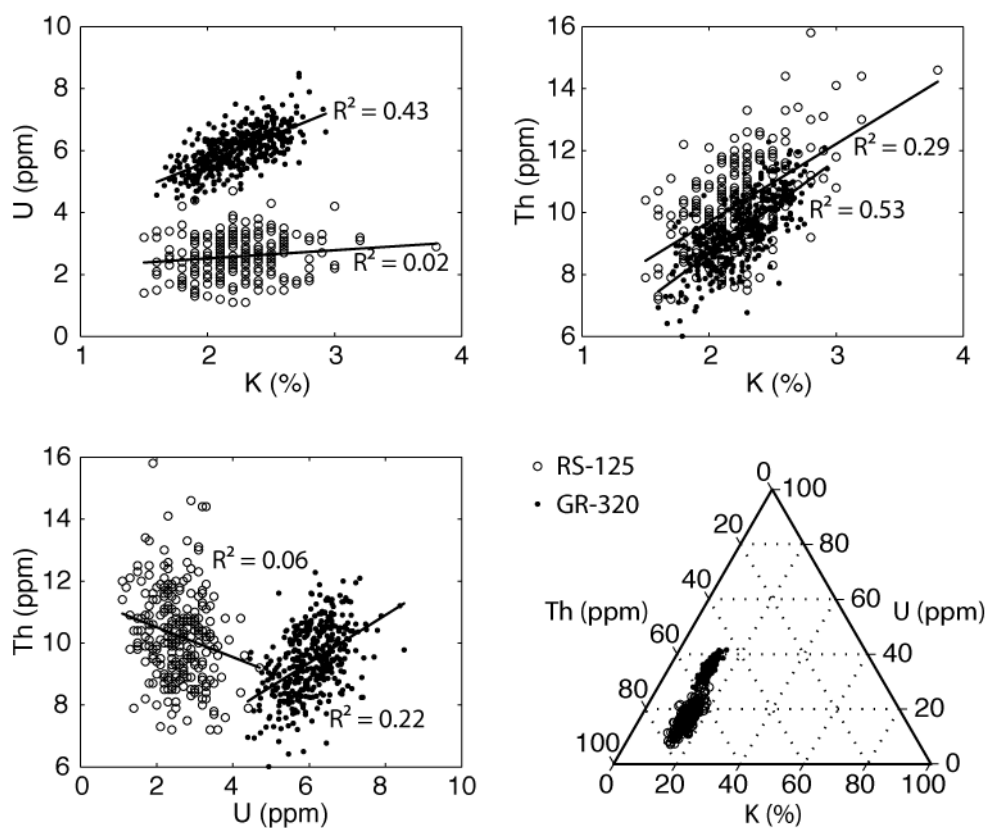 10
8
6
4
2
0
U (ppm)
R² = 0.43
R² = 0.02
1
2
3
4
K (%)
16
14
12
10
8
6
Th (ppm)
R² = 0.29
R² = 0.53
1
2
3
4
K (%)
16
14
12
10
8
6
Th (ppm)
R² = 0.06
R² = 0.22
0
2
4
6
8
10
U (ppm)
RS-125
GR-320
0
20
40
60
80
100
Th (ppm)
100
80
60
40
20
0
U (ppm)
0
20
40
60
80
100
K (%)